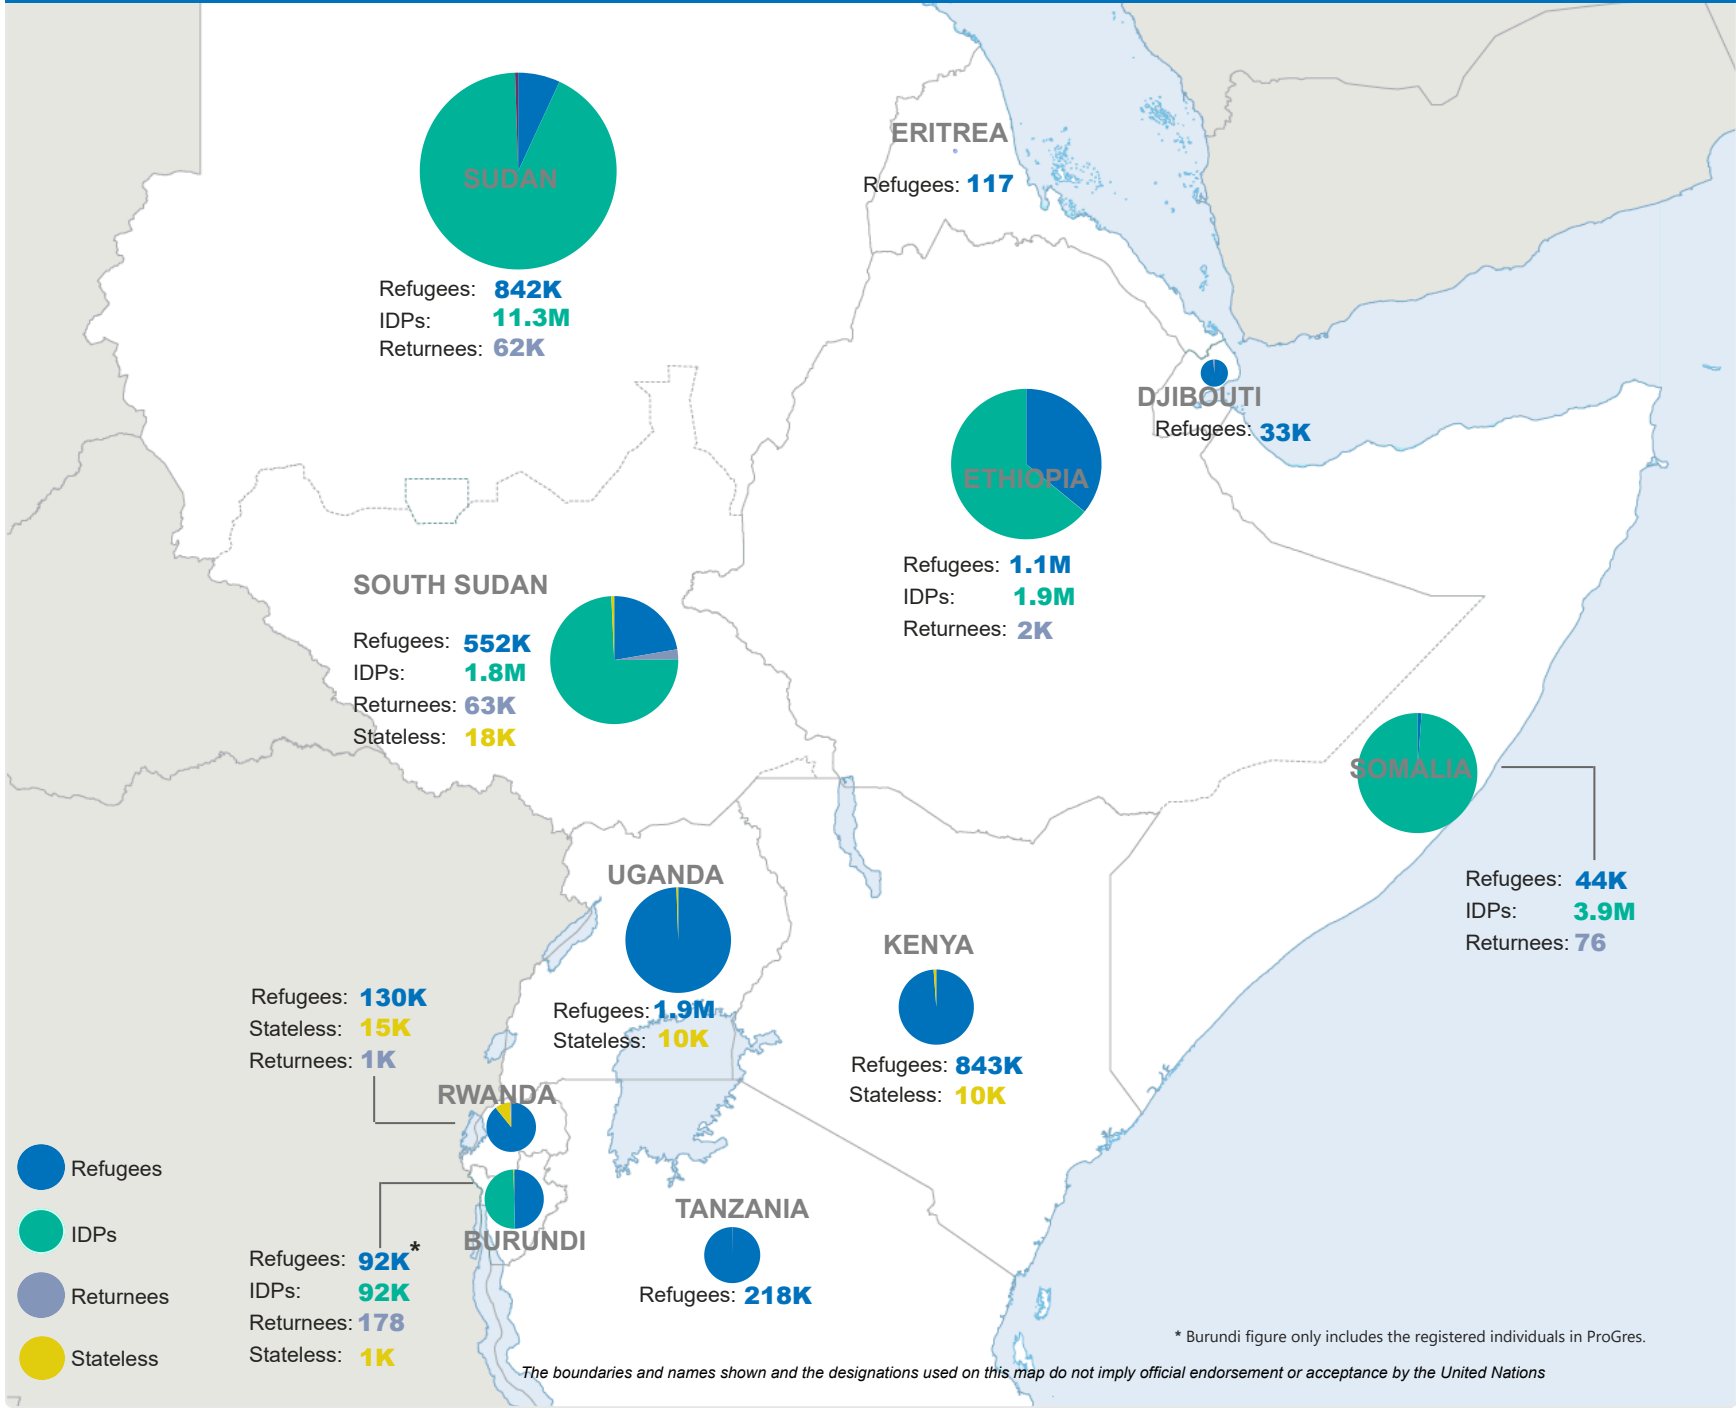 SUDAN
Refugees: 842K
IDPs: 11.3M
Returnees: 62K
ERITREA
Refugees: 117
DJIBOUTI
Refugees: 33K
ETHIOPIA
Refugees: 1.1M
IDPs: 1.9M
Returnees: 2K
SOUTH SUDAN
Refugees: 552K
IDPs: 1.8M
Returnees: 63K
Stateless: 18K
SOMALIA
Refugees: 44K
IDPs: 3.9M
Returnees: 76
UGANDA
Refugees: 1.9M
Stateless: 10K
KENYA
Refugees: 843K
Stateless: 10K
Refugees: 130K
Stateless: 15K
Returnees: 1K
RWANDA
BURUNDI
Refugees: 92K*
IDPs: 92K
Returnees: 178
Stateless: 1K
TANZANIA
Refugees: 218K
Refugees
IDPs
Returnees
Stateless
* Burundi figure only includes the registered individuals in ProGres.
The boundaries and names shown and the designations used on this map do not imply official endorsement or acceptance by the United Nations